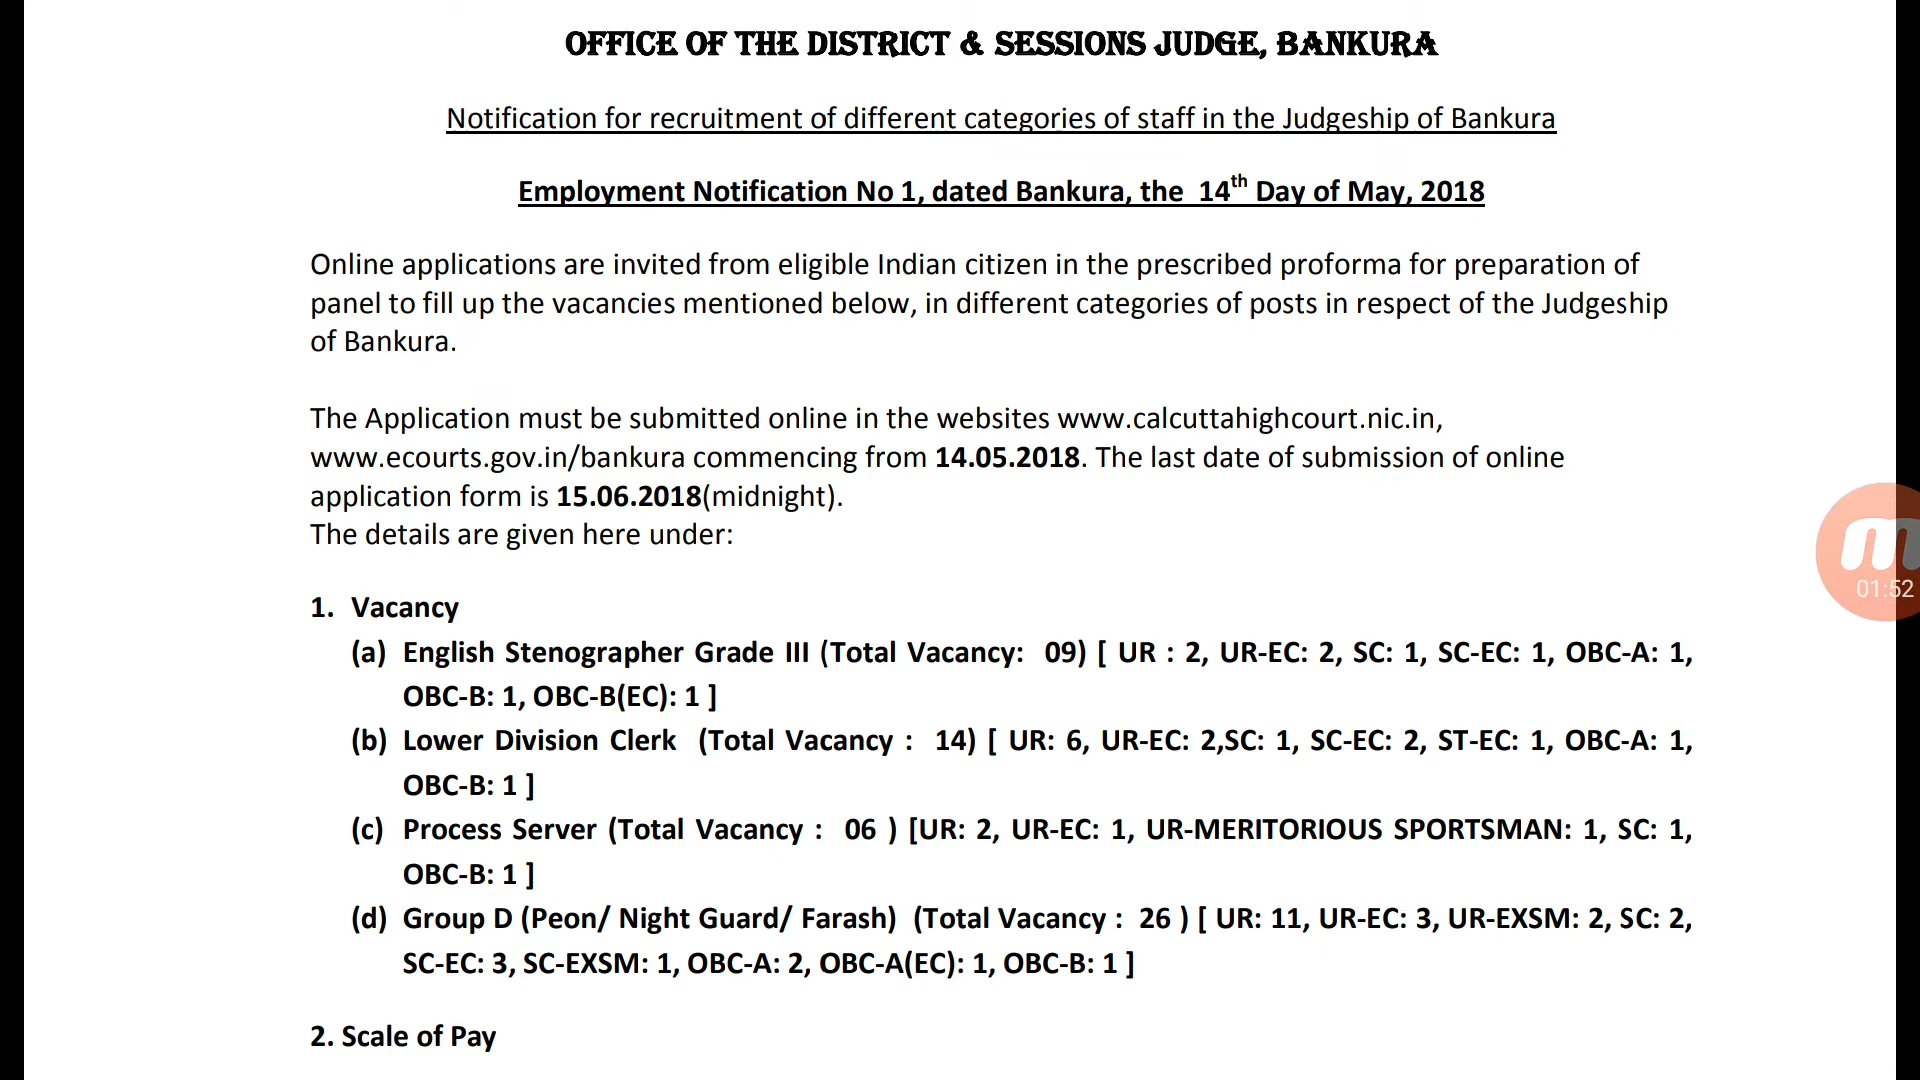 OFFICE OF THE DISTRICT & SESSIONS JUDGE, BANKURA
Notification for recruitment of different categories of staff in the Judgeship of Bankura
Employment Notification No 1, dated Bankura, the 14th Day of May, 2018
Online applications are invited from eligible Indian citizen in the prescribed proforma for preparation of
panel to fill up the vacancies mentioned below, in different categories of posts in respect of the Judgeship
of Bankura.
The Application must be submitted online in the websites www.calcuttahighcourt.nic.in,
www.ecourts.gov.in/bankura commencing from 14.05.2018. The last date of submission of online
application form is 15.06.2018(midnight).
The details are given here under:
1. Vacancy
(a) English Stenographer Grade III (Total Vacancy: 09) [ UR : 2, UR-EC: 2, SC: 1, SC-EC: 1, OBC-A: 1,
OBC-B: 1, OBC-B(EC): 1 ]
(b) Lower Division Clerk (Total Vacancy : 14) [ UR: 6, UR-EC: 2,SC: 1, SC-EC: 2, ST-EC: 1, OBC-A: 1,
OBC-B: 1 ]
(c) Process Server (Total Vacancy : 06 ) [UR: 2, UR-EC: 1, UR-MERITORIOUS SPORTSMAN: 1, SC: 1,
OBC-B: 1 ]
(d) Group D (Peon/ Night Guard/ Farash) (Total Vacancy : 26 ) [ UR: 11, UR-EC: 3, UR-EXSM: 2, SC: 2,
SC-EC: 3, SC-EXSM: 1, OBC-A: 2, OBC-A(EC): 1, OBC-B: 1 ]
2. Scale of Pay
01:52